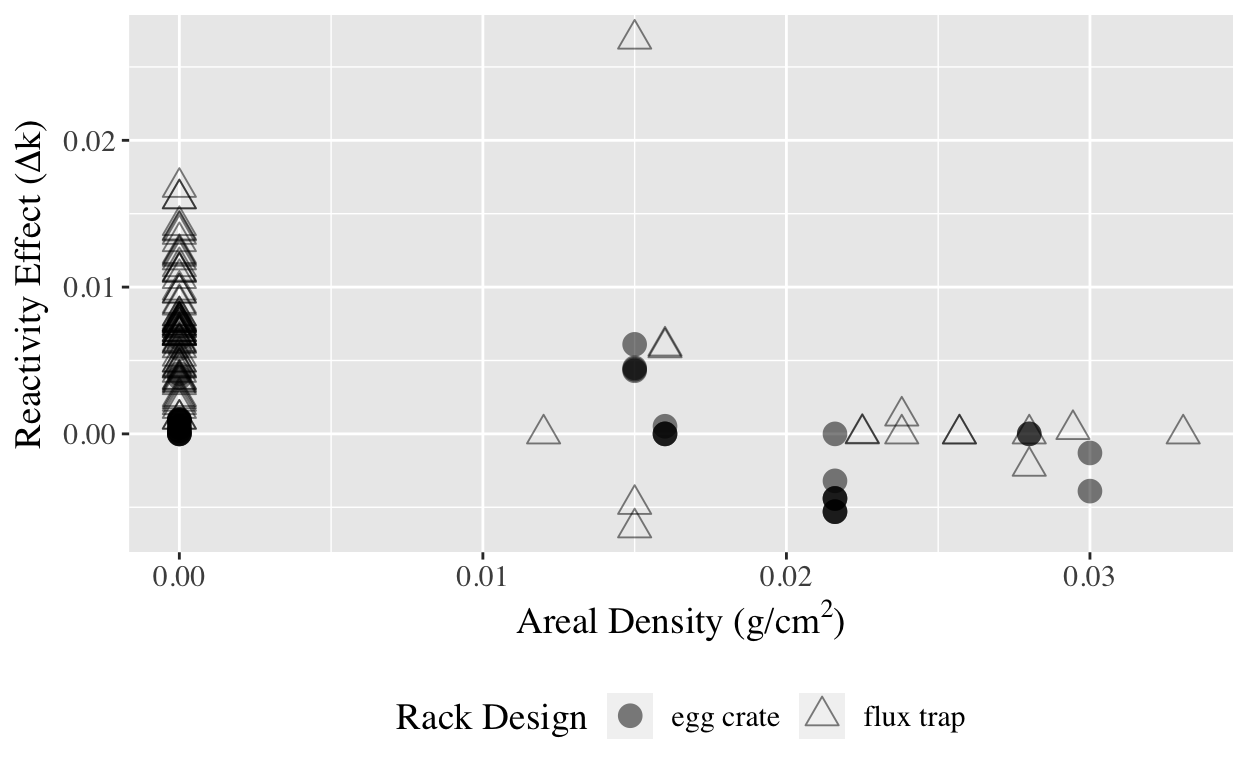 Reactivity Effect (Δk)
0.02
0.01
0.00
0.00 0.01 0.02 0.03
Areal Density (g/cm²)
Rack Design egg crate flux trap